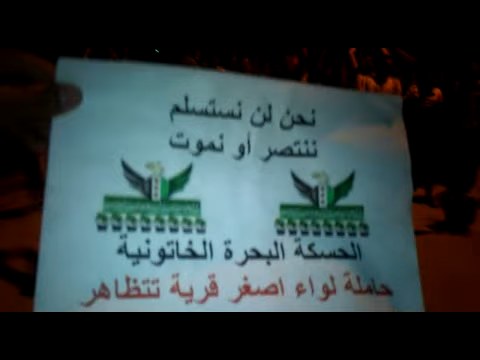 نحن لن نستسلم
ننتصر أو نموت
الحسكة البحرة الخاتونية
حاملة لواء اصغر قرية تتظاهر